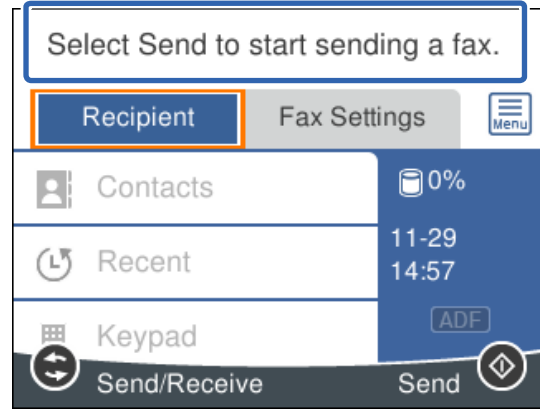 Select Send to start sending a fax.
Recipient
Fax Settings
Menu
Contacts
0%
Recent
11-29
14:57
Keypad
ADF
Send/Receive
Send